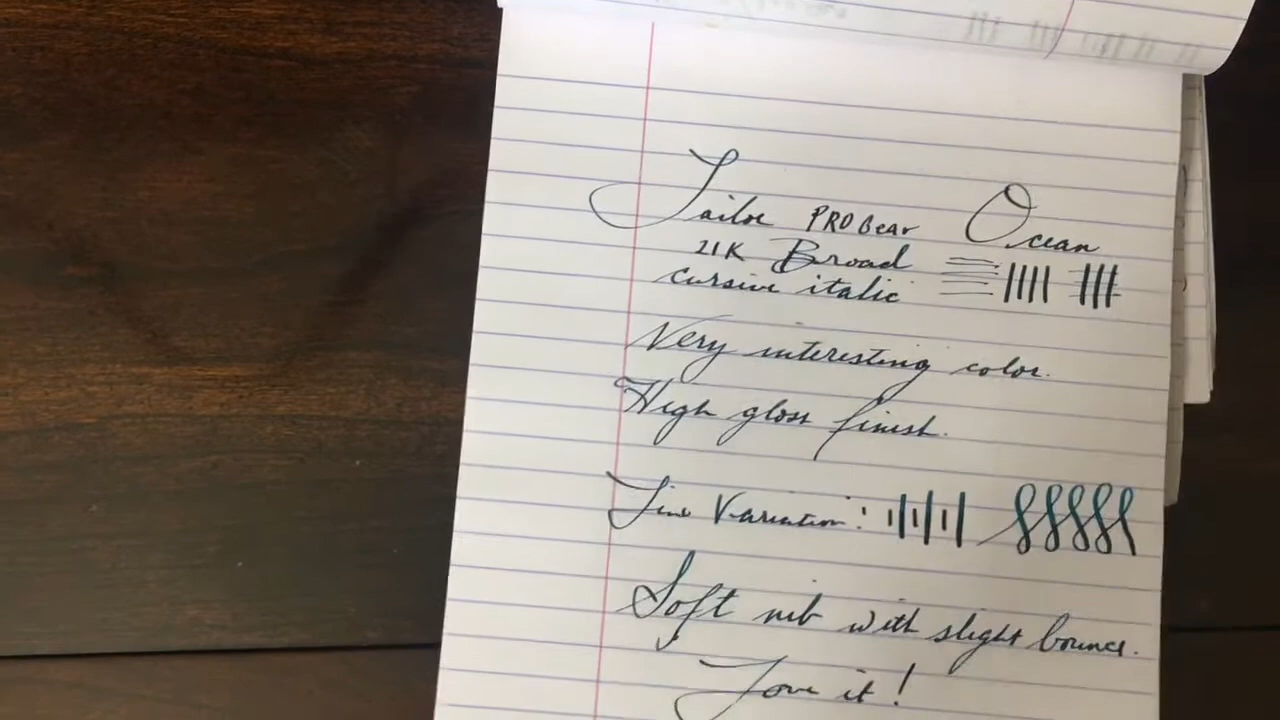 Sailor PROGear Ocean
21K Broad
cursive italic
Very interesting color.
High gloss finish.
Line Variation:
Soft nib with slight bounce.
Love it!